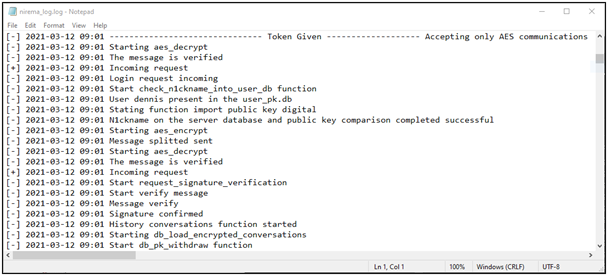 nirema_log.log - Notepad
File Edit Format View Help
[-] 2021-03-12 09:01 ----------------------------- Token Given ------------------ Accepting only AES communications
[-] 2021-03-12 09:01 Starting aes_decrypt
[-] 2021-03-12 09:01 The message is verified
[+] 2021-03-12 09:01 Incoming request
[-] 2021-03-12 09:01 Login request incoming
[-] 2021-03-12 09:01 Start check_n1ckname_into_user_db function
[-] 2021-03-12 09:01 User dennis present in the user_pk.db
[-] 2021-03-12 09:01 Stating function import public key digital
[-] 2021-03-12 09:01 N1ckname on the server database and public key comparison completed successful
[-] 2021-03-12 09:01 Starting aes_encrypt
[-] 2021-03-12 09:01 Message splitted sent
[-] 2021-03-12 09:01 Starting aes_decrypt
[-] 2021-03-12 09:01 The message is verified
[+] 2021-03-12 09:01 Incoming request
[-] 2021-03-12 09:01 Start request_signature_verification
[-] 2021-03-12 09:01 Start verify message
[-] 2021-03-12 09:01 Message verify
[-] 2021-03-12 09:01 Signature confirmed
[-] 2021-03-12 09:01 History conversations function started
[-] 2021-03-12 09:01 Starting db_load_encrypted_conversations
[-] 2021-03-12 09:01 Start db_pk_withdraw function
Ln 1, Col 1 100% Windows (CRLF) UTF-8